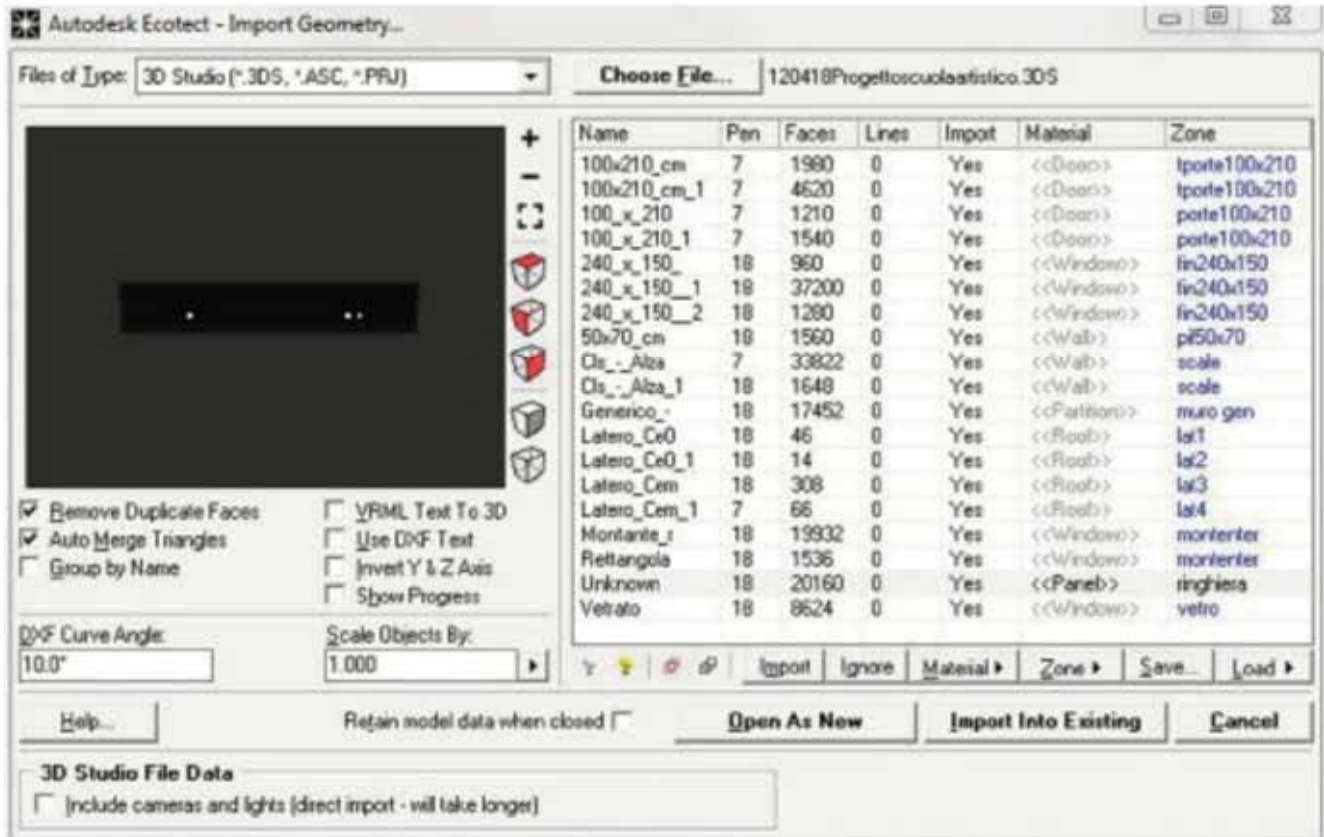 Autodesk Ecotect - Import Geometry...
Files of Type: 3D Studio (*.3DS, *.ASC, *.PRJ) Choose File... 120418Progettoscuolaartistico.3DS
Name Pen Faces Lines Import Material Zone
100x210_cm 7 1980 0 Yes <<Door>> tporte100x210
100x210_cm_1 7 4620 0 Yes <<Door>> tporte100x210
100_x_210 7 1210 0 Yes <<Door>> porte100x210
100_x_210_1 7 1540 0 Yes <<Door>> porte100x210
240_x_150_ 18 960 0 Yes <<Window>> fin240x150
240_x_150__1 18 37200 0 Yes <<Window>> fin240x150
240_x_150__2 18 1280 0 Yes <<Window>> fin240x150
50x70_cm 18 1560 0 Yes <<Wall>> pil50x70
Cls_-_Alza 7 33822 0 Yes <<Wall>> scale
Cls_-_Alza_1 18 1648 0 Yes <<Wall>> scale
Generico_- 18 17452 0 Yes <<Partition>> muro gen
Latero_Ce0 18 46 0 Yes <<Roof>> lat1
Latero_Ce0_1 18 14 0 Yes <<Roof>> lat2
Latero_Cem 18 308 0 Yes <<Roof>> lat3
Latero_Cem_1 7 66 0 Yes <<Roof>> lat4
Montante_r 18 19932 0 Yes <<Window>> montenter
Rettangola 18 1536 0 Yes <<Window>> montenter
Unknown 18 20160 0 Yes <<Panel>> ringhiera
Vetrato 18 8624 0 Yes <<Window>> vetro
Remove Duplicate Faces VRML Text To 3D
Auto Merge Triangles Use DXF Text
Group by Name Invert Y & Z Axis
Show Progress
DXF Curve Angle: Scale Objects By:
10.0° 1.000
Import Ignore Material Zone Save... Load
Help... Retain model data when closed Open As New Import Into Existing Cancel
3D Studio File Data
Include cameras and lights (direct import - will take longer)